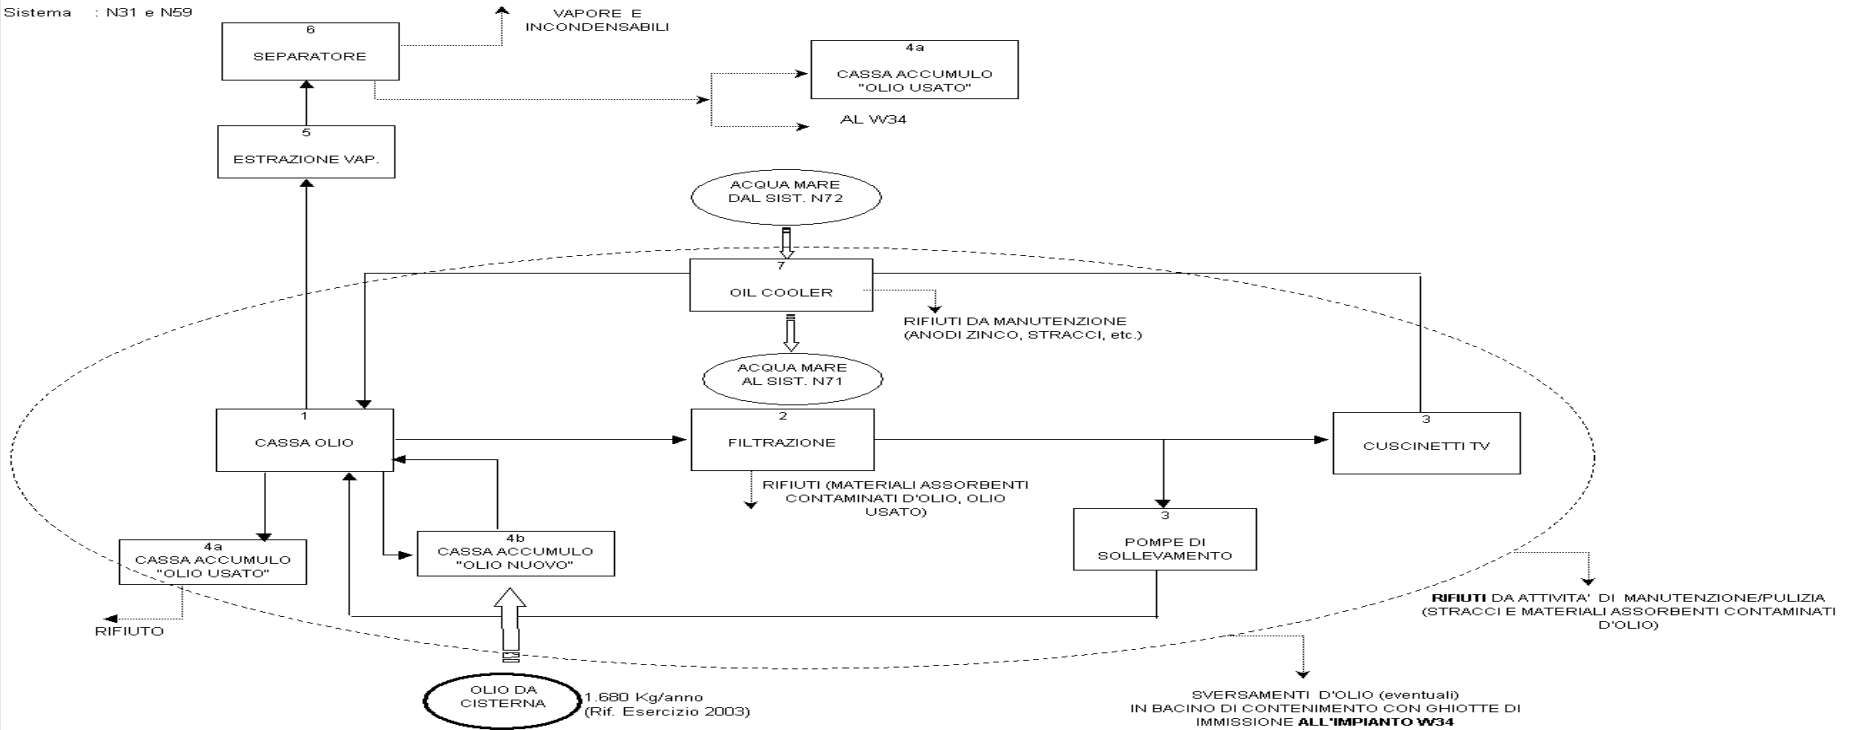 Sistema : N31 e N59
VAPORE E
INCONDENSABILI
6
SEPARATORE
4a
CASSA ACCUMULO
"OLIO USATO"
AL W34
5
ESTRAZIONE VAP.
ACQUA MARE
DAL SIST. N72
7
OIL COOLER
RIFIUTI DA MANUTENZIONE
(ANODI ZINCO, STRACCI, etc.)
ACQUA MARE
AL SIST. N71
1
CASSA OLIO
2
FILTRAZIONE
3
CUSCINETTI TV
RIFIUTI (MATERIALI ASSORBENTI
CONTAMINATI D'OLIO, OLIO
USATO)
3
POMPE DI
SOLLEVAMENTO
4a
CASSA ACCUMULO
"OLIO USATO"
4b
CASSA ACCUMULO
"OLIO NUOVO"
RIFIUTO
RIFIUTI DA ATTIVITA' DI MANUTENZIONE/PULIZIA
(STRACCI E MATERIALI ASSORBENTI CONTAMINATI
D'OLIO)
OLIO DA
CISTERNA
1.680 Kg/anno
(Rif. Esercizio 2003)
SVERSAMENTI D'OLIO (eventuali)
IN BACINO DI CONTENIMENTO CON GHIOTTE DI
IMMISSIONE ALL'IMPIANTO W34